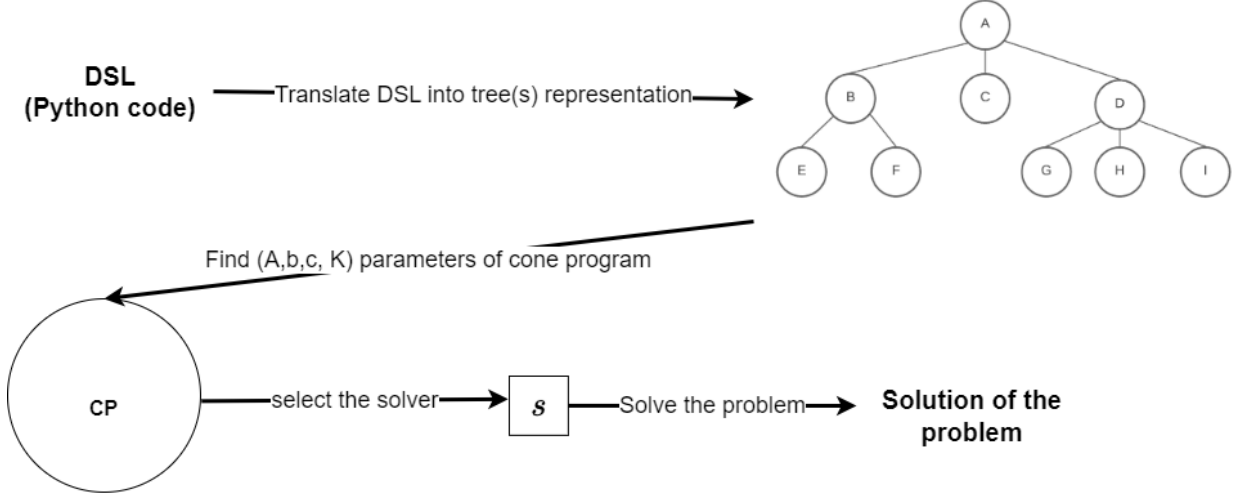 DSL
(Python code)
Translate DSL into tree(s) representation
A
B
C
D
E
F
G
H
I
Find (A,b,c, K) parameters of cone program
CP
select the solver
s
Solve the problem
Solution of the
problem